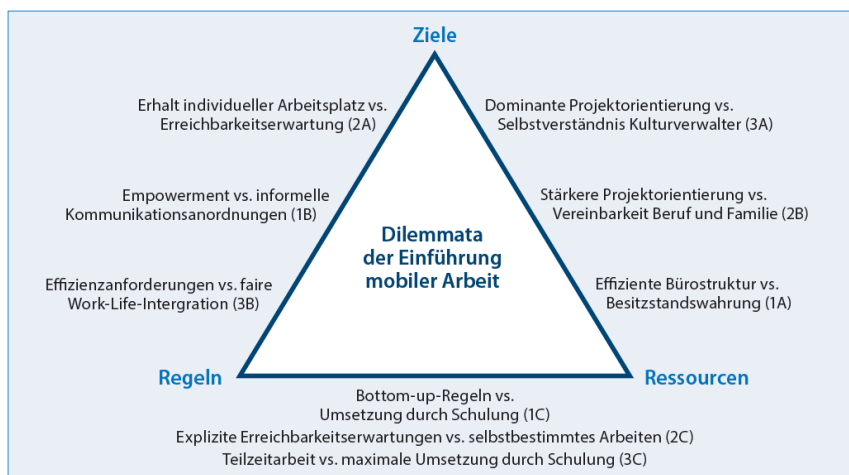 Ziele
Erhalt individueller Arbeitsplatz vs.
Erreichbarkeitserwartung (2A)
Dominante Projektorientierung vs.
Selbstverständnis Kulturverwalter (3A)
Empowerment vs. informelle
Kommunikationsanordnungen (1B)
Stärkere Projektorientierung vs.
Vereinbarkeit Beruf und Familie (2B)
Dilemmata
der Einführung
mobiler Arbeit
Effizienzanforderungen vs. faire
Work-Life-Intergration (3B)
Effiziente Bürostruktur vs.
Besitzstandswahrung (1A)
Regeln
Ressourcen
Bottom-up-Regeln vs.
Umsetzung durch Schulung (1C)
Explizite Erreichbarkeitserwartungen vs. selbstbestimmtes Arbeiten (2C)
Teilzeitarbeit vs. maximale Umsetzung durch Schulung (3C)